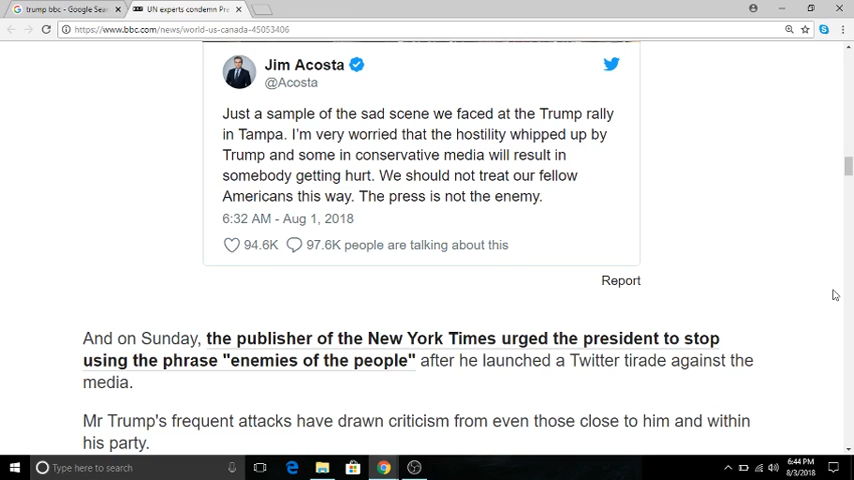 trump bbc - Google Sear
UN experts condemn Pre
https://www.bbc.com/news/world-us-canada-45053406
Jim Acosta
@Acosta
Just a sample of the sad scene we faced at the Trump rally
in Tampa. I'm very worried that the hostility whipped up by
Trump and some in conservative media will result in
somebody getting hurt. We should not treat our fellow
Americans this way. The press is not the enemy.
6:32 AM - Aug 1, 2018
94.6K 97.6K people are talking about this
Report
And on Sunday, the publisher of the New York Times urged the president to stop
using the phrase "enemies of the people" after he launched a Twitter tirade against the
media.
Mr Trump's frequent attacks have drawn criticism from even those close to him and within
his party.
Type here to search
6:44 PM
8/3/2018